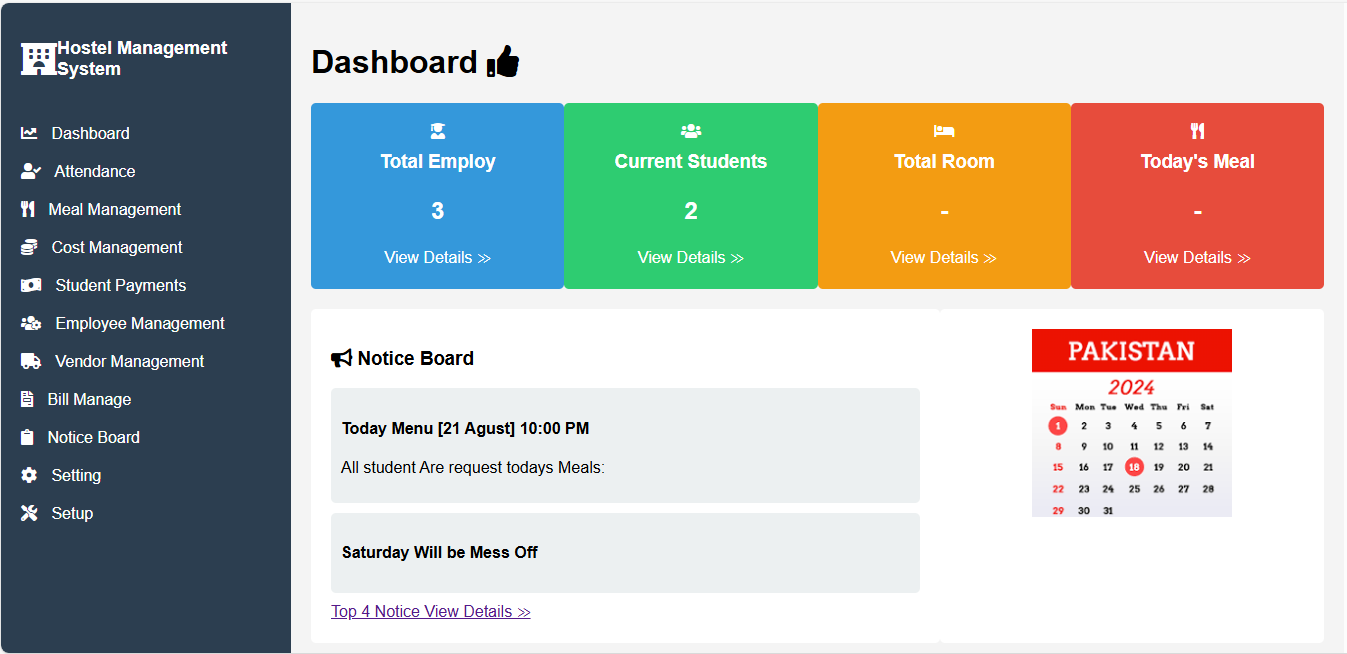 Hostel Management
System
Dashboard
Attendance
Meal Management
Cost Management
Student Payments
Employee Management
Vendor Management
Bill Manage
Notice Board
Setting
Setup
Dashboard
Total Employ
3
View Details ≫
Current Students
2
View Details ≫
Total Room
-
View Details ≫
Today's Meal
-
View Details ≫
Notice Board
Today Menu [21 Agust] 10:00 PM
All student Are request todays Meals:
Saturday Will be Mess Off
Top 4 Notice View Details ≫
PAKISTAN
2024
Sun Mon Tue Wed Thu Fri Sat
1 2 3 4 5 6 7
8 9 10 11 12 13 14
15 16 17 18 19 20 21
22 23 24 25 26 27 28
29 30 31